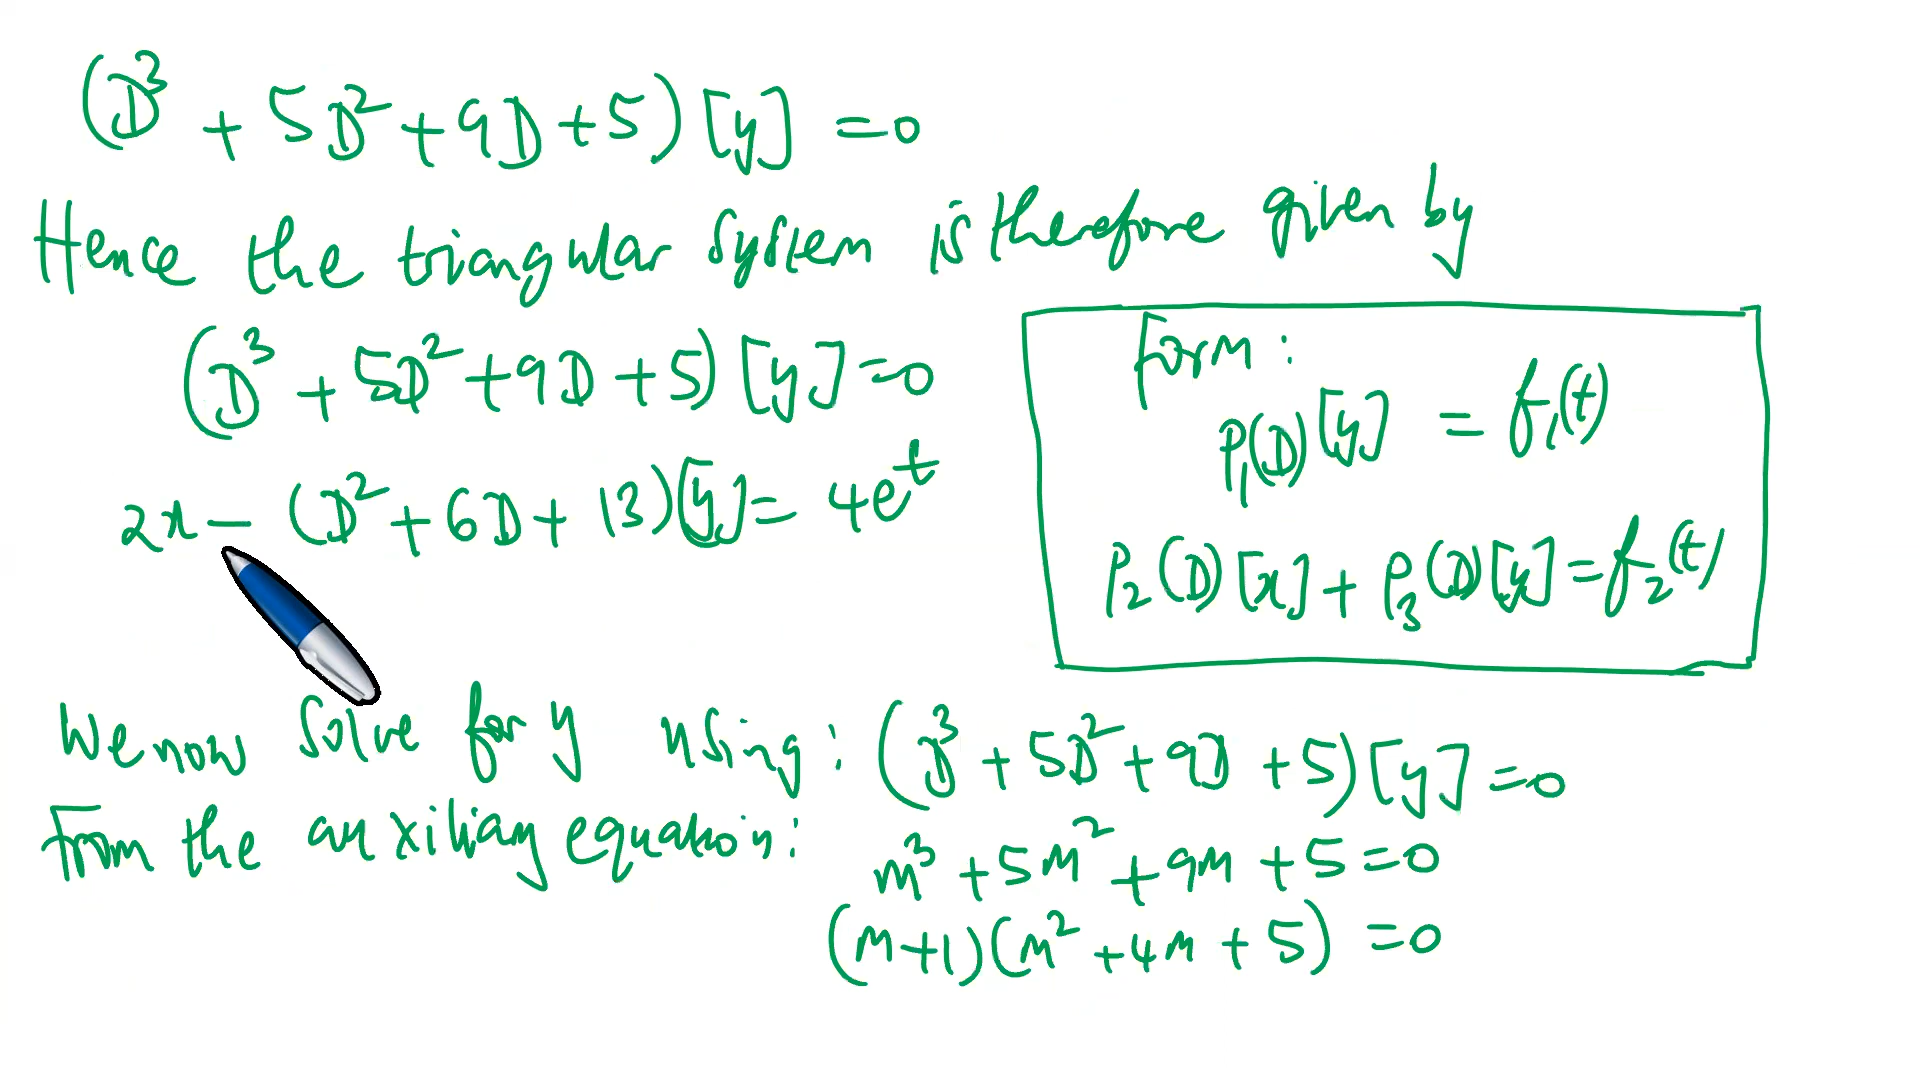 (D³ + 5D² + 9D + 5) [y] = 0
Hence the triangular system is therefore given by
(D³ + 5D² + 9D + 5) [y] = 0
2x - (D² + 6D + 13)[y] = 4e^t
Form:
P₁(D)[y] = f₁(t)
P₂(D)[x] + P₃(D)[y] = f₂(t)
We now solve for y using: (D³ + 5D² + 9D + 5)[y] = 0
From the auxiliary equation: m³ + 5m² + 9m + 5 = 0
(m+1)(m² + 4m + 5) = 0